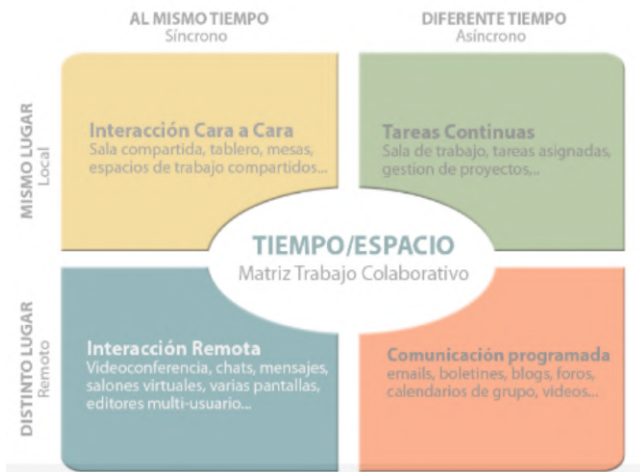 AL MISMO TIEMPO
Síncrono
DIFERENTE TIEMPO
Asíncrono
MISMO LUGAR
Local
Interacción Cara a Cara
Sala compartida, tablero, mesas,
espacios de trabajo compartidos...
Tareas Continuas
Sala de trabajo, tareas asignadas,
gestion de proyectos,..
TIEMPO/ESPACIO
Matriz Trabajo Colaborativo
DISTINTO LUGAR
Remoto
Interacción Remota
Videoconferencia, chats, mensajes,
salones virtuales, varias pantallas,
editores multi-usuario...
Comunicación programada
emails, boletines, blogs, foros,
calendarios de grupo, videos...